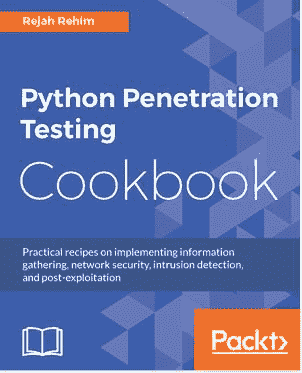 Rejah Rehim
Python Penetration
Testing
Cookbook
Practical recipes on implementing information
gathering, network security, intrusion detection,
and post-exploitation
Packt>